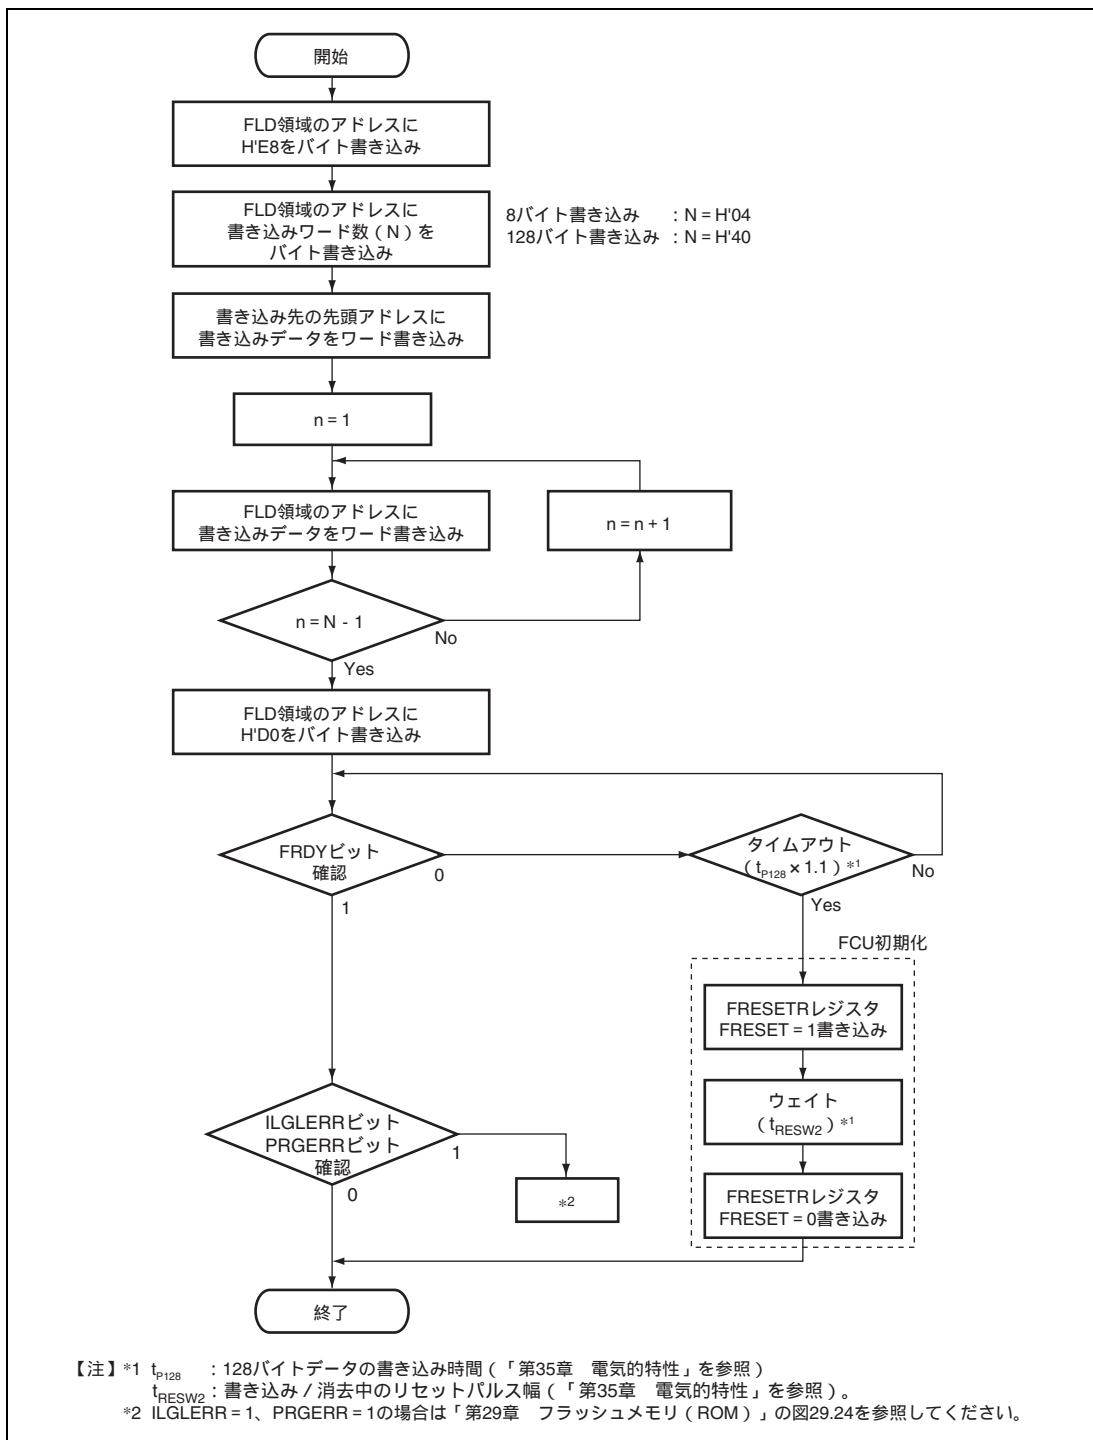 開始
FLD領域のアドレスに
H'E8をバイト書き込み
FLD領域のアドレスに
書き込みワード数（N）を
バイト書き込み
8バイト書き込み ：N = H'04
128バイト書き込み ：N = H'40
書き込み先の先頭アドレスに
書き込みデータをワード書き込み
n = 1
FLD領域のアドレスに
書き込みデータをワード書き込み
n = n + 1
n = N - 1
No
Yes
FLD領域のアドレスに
H'D0をバイト書き込み
FRDYビット
確認
0
1
タイムアウト
（tP128 × 1.1）*1
No
Yes
FCU初期化
FRESETRレジスタ
FRESET = 1書き込み
ウェイト
（tRESW2）*1
FRESETRレジスタ
FRESET = 0書き込み
ILGLERRビット
PRGERRビット
確認
1
0
*2
終了
【注】*1 tP128 ：128バイトデータの書き込み時間（「第35章 電気的特性」を参照）
tRESW2：書き込み / 消去中のリセットパルス幅（「第35章 電気的特性」を参照）。
*2 ILGLERR = 1、PRGERR = 1の場合は「第29章 フラッシュメモリ（ROM）」の図29.24を参照してください。